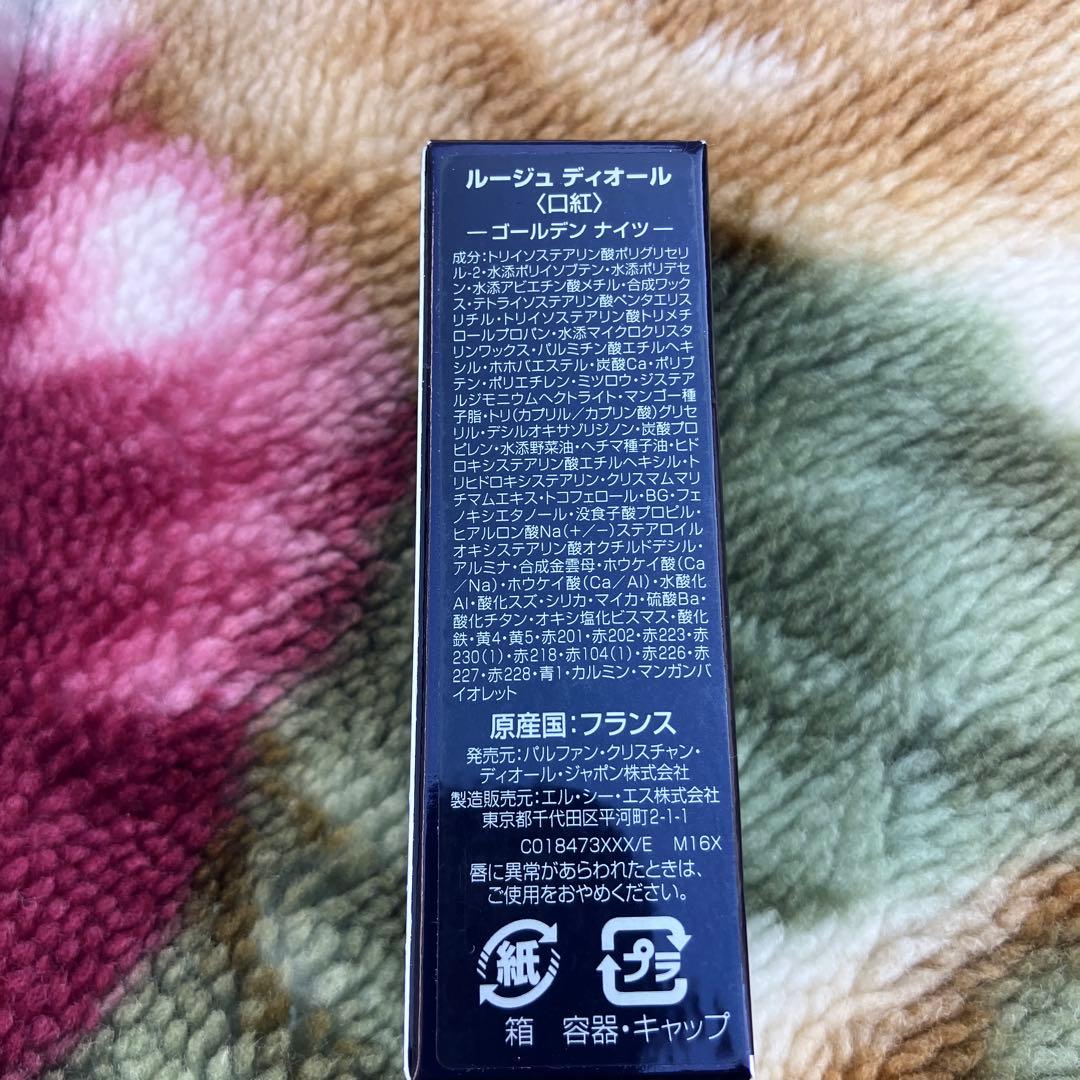 ルージュ ディオール
〈口紅〉
— ゴールデン ナイツ —
成分：トリイソステアリン酸ポリグリセリ
ル-2・水添ポリイソブテン・水添ポリデセ
ン・水添アビエチン酸メチル・合成ワック
ス・テトライソステアリン酸ペンタエリス
リチル・トリイソステアリン酸トリメチ
ロールプロパン・水添マイクロクリスタ
リンワックス・パルミチン酸エチルヘキ
シル・ホホバエステル・炭酸Ca・ポリブ
テン・ポリエチレン・ミツロウ・ジステア
ルジモニウムヘクトライト・マンゴー種
子脂・トリ(カプリル／カプリン酸)グリセ
リル・デシルオキサゾリジノン・炭酸プロ
ピレン・水添野菜油・ヘチマ種子油・ヒド
ロキシステアリン酸エチルヘキシル・ト
リヒドロキシステアリン・クリスマムマリ
チマムエキス・トコフェロール・BG・フェ
ノキシエタノール・没食子酸プロピル・
ヒアルロン酸Na(＋／－)ステアロイル
オキシステアリン酸オクチルドデシル・
アルミナ・合成金雲母・ホウケイ酸(Ca
／Na)・ホウケイ酸(Ca／Al)・水酸化
Al・酸化スズ・シリカ・マイカ・硫酸Ba・
酸化チタン・オキシ塩化ビスマス・酸化
鉄・黄4・黄5・赤201・赤202・赤223・赤
230(1)・赤218・赤104(1)・赤226・赤
227・赤228・青1・カルミン・マンガンバ
イオレット
原産国：フランス
発売元：パルファン・クリスチャン・
ディオール・ジャポン株式会社
製造販売元：エル・シー・エス株式会社
東京都千代田区平河町2-1-1
C018473XXX/E M16X
唇に異常があらわれたときは、
ご使用をおやめください。
紙 プラ
箱 容器・キャップ